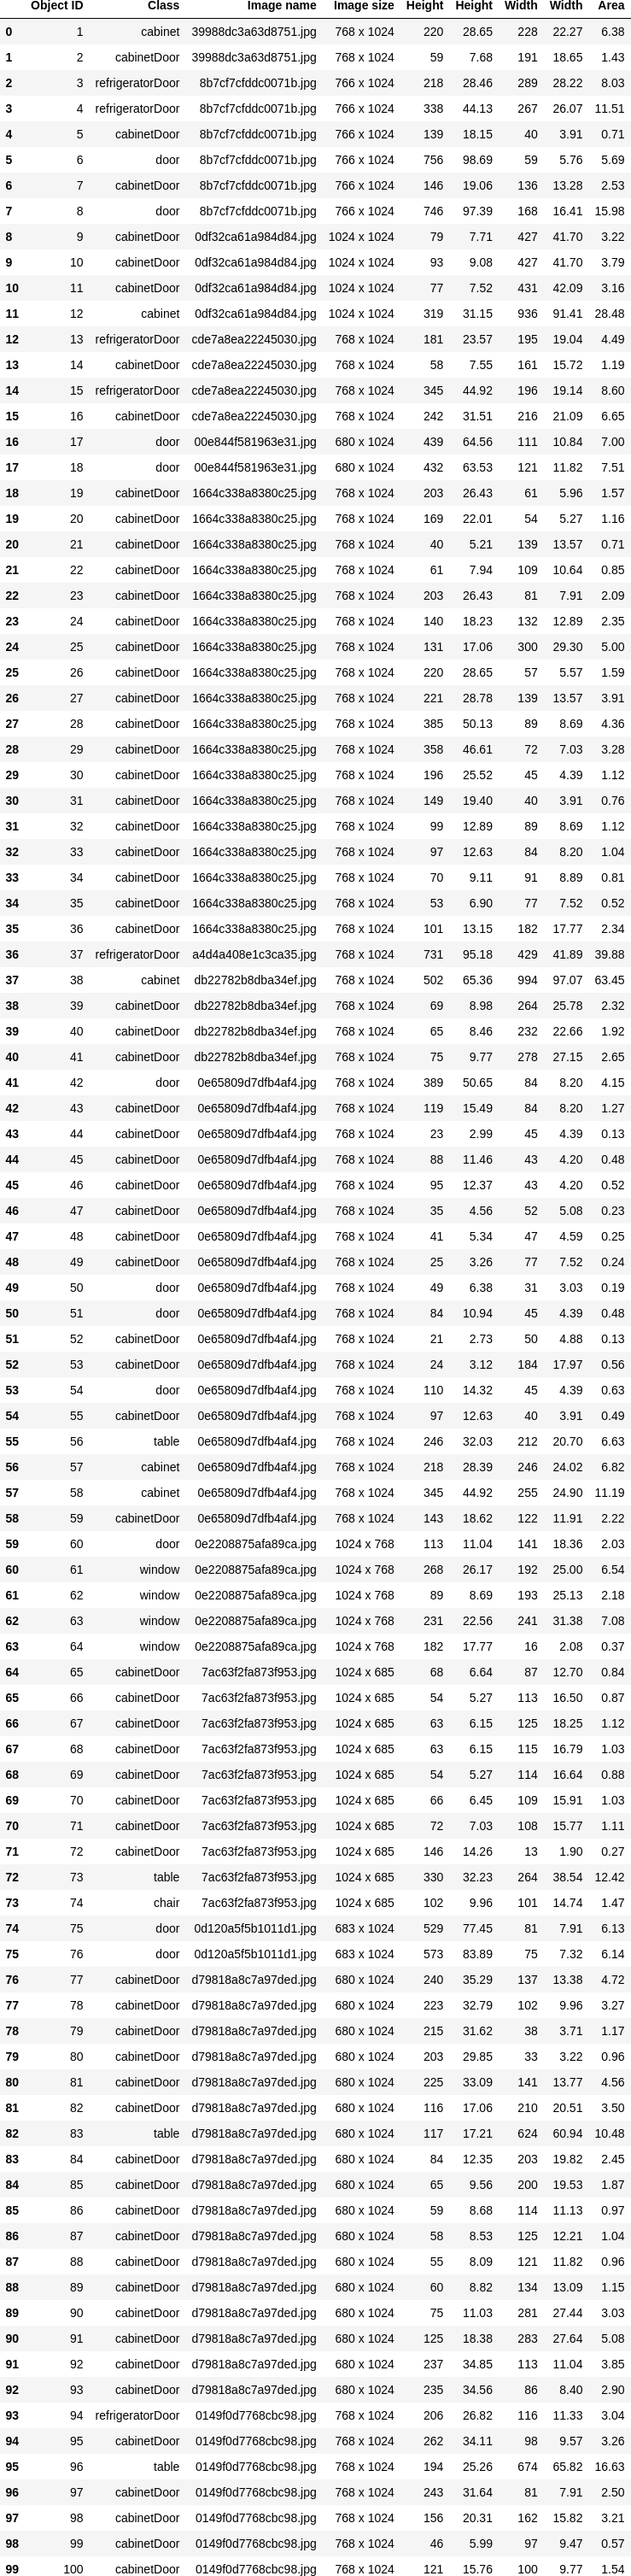 Object ID Class Image name Image size Height Height Width Width Area
0 1 cabinet 39988dc3a63d8751.jpg 768 x 1024 220 28.65 228 22.27 6.38
1 2 cabinetDoor 39988dc3a63d8751.jpg 768 x 1024 59 7.68 191 18.65 1.43
2 3 refrigeratorDoor 8b7cf7cfddc0071b.jpg 766 x 1024 218 28.46 289 28.22 8.03
3 4 refrigeratorDoor 8b7cf7cfddc0071b.jpg 766 x 1024 338 44.13 267 26.07 11.51
4 5 cabinetDoor 8b7cf7cfddc0071b.jpg 766 x 1024 139 18.15 40 3.91 0.71
5 6 door 8b7cf7cfddc0071b.jpg 766 x 1024 756 98.69 59 5.76 5.69
6 7 cabinetDoor 8b7cf7cfddc0071b.jpg 766 x 1024 146 19.06 136 13.28 2.53
7 8 door 8b7cf7cfddc0071b.jpg 766 x 1024 746 97.39 168 16.41 15.98
8 9 cabinetDoor 0df32ca61a984d84.jpg 1024 x 1024 79 7.71 427 41.70 3.22
9 10 cabinetDoor 0df32ca61a984d84.jpg 1024 x 1024 93 9.08 427 41.70 3.79
10 11 cabinetDoor 0df32ca61a984d84.jpg 1024 x 1024 77 7.52 431 42.09 3.16
11 12 cabinet 0df32ca61a984d84.jpg 1024 x 1024 319 31.15 936 91.41 28.48
12 13 refrigeratorDoor cde7a8ea22245030.jpg 768 x 1024 181 23.57 195 19.04 4.49
13 14 cabinetDoor cde7a8ea22245030.jpg 768 x 1024 58 7.55 161 15.72 1.19
14 15 refrigeratorDoor cde7a8ea22245030.jpg 768 x 1024 345 44.92 196 19.14 8.60
15 16 cabinetDoor cde7a8ea22245030.jpg 768 x 1024 242 31.51 216 21.09 6.65
16 17 door 00e844f581963e31.jpg 680 x 1024 439 64.56 111 10.84 7.00
17 18 door 00e844f581963e31.jpg 680 x 1024 432 63.53 121 11.82 7.51
18 19 cabinetDoor 1664c338a8380c25.jpg 768 x 1024 203 26.43 61 5.96 1.57
19 20 cabinetDoor 1664c338a8380c25.jpg 768 x 1024 169 22.01 54 5.27 1.16
20 21 cabinetDoor 1664c338a8380c25.jpg 768 x 1024 40 5.21 139 13.57 0.71
21 22 cabinetDoor 1664c338a8380c25.jpg 768 x 1024 61 7.94 109 10.64 0.85
22 23 cabinetDoor 1664c338a8380c25.jpg 768 x 1024 203 26.43 81 7.91 2.09
23 24 cabinetDoor 1664c338a8380c25.jpg 768 x 1024 140 18.23 132 12.89 2.35
24 25 cabinetDoor 1664c338a8380c25.jpg 768 x 1024 131 17.06 300 29.30 5.00
25 26 cabinetDoor 1664c338a8380c25.jpg 768 x 1024 220 28.65 57 5.57 1.59
26 27 cabinetDoor 1664c338a8380c25.jpg 768 x 1024 221 28.78 139 13.57 3.91
27 28 cabinetDoor 1664c338a8380c25.jpg 768 x 1024 385 50.13 89 8.69 4.36
28 29 cabinetDoor 1664c338a8380c25.jpg 768 x 1024 358 46.61 72 7.03 3.28
29 30 cabinetDoor 1664c338a8380c25.jpg 768 x 1024 196 25.52 45 4.39 1.12
30 31 cabinetDoor 1664c338a8380c25.jpg 768 x 1024 149 19.40 40 3.91 0.76
31 32 cabinetDoor 1664c338a8380c25.jpg 768 x 1024 99 12.89 89 8.69 1.12
32 33 cabinetDoor 1664c338a8380c25.jpg 768 x 1024 97 12.63 84 8.20 1.04
33 34 cabinetDoor 1664c338a8380c25.jpg 768 x 1024 70 9.11 91 8.89 0.81
34 35 cabinetDoor 1664c338a8380c25.jpg 768 x 1024 53 6.90 77 7.52 0.52
35 36 cabinetDoor 1664c338a8380c25.jpg 768 x 1024 101 13.15 182 17.77 2.34
36 37 refrigeratorDoor a4d4a408e1c3ca35.jpg 768 x 1024 731 95.18 429 41.89 39.88
37 38 cabinet db22782b8dba34ef.jpg 768 x 1024 502 65.36 994 97.07 63.45
38 39 cabinetDoor db22782b8dba34ef.jpg 768 x 1024 69 8.98 264 25.78 2.32
39 40 cabinetDoor db22782b8dba34ef.jpg 768 x 1024 65 8.46 232 22.66 1.92
40 41 cabinetDoor db22782b8dba34ef.jpg 768 x 1024 75 9.77 278 27.15 2.65
41 42 door 0e65809d7dfb4af4.jpg 768 x 1024 389 50.65 84 8.20 4.15
42 43 cabinetDoor 0e65809d7dfb4af4.jpg 768 x 1024 119 15.49 84 8.20 1.27
43 44 cabinetDoor 0e65809d7dfb4af4.jpg 768 x 1024 23 2.99 45 4.39 0.13
44 45 cabinetDoor 0e65809d7dfb4af4.jpg 768 x 1024 88 11.46 43 4.20 0.48
45 46 cabinetDoor 0e65809d7dfb4af4.jpg 768 x 1024 95 12.37 43 4.20 0.52
46 47 cabinetDoor 0e65809d7dfb4af4.jpg 768 x 1024 35 4.56 52 5.08 0.23
47 48 cabinetDoor 0e65809d7dfb4af4.jpg 768 x 1024 41 5.34 47 4.59 0.25
48 49 cabinetDoor 0e65809d7dfb4af4.jpg 768 x 1024 25 3.26 77 7.52 0.24
49 50 door 0e65809d7dfb4af4.jpg 768 x 1024 49 6.38 31 3.03 0.19
50 51 door 0e65809d7dfb4af4.jpg 768 x 1024 84 10.94 45 4.39 0.48
51 52 cabinetDoor 0e65809d7dfb4af4.jpg 768 x 1024 21 2.73 50 4.88 0.13
52 53 cabinetDoor 0e65809d7dfb4af4.jpg 768 x 1024 24 3.12 184 17.97 0.56
53 54 door 0e65809d7dfb4af4.jpg 768 x 1024 110 14.32 45 4.39 0.63
54 55 cabinetDoor 0e65809d7dfb4af4.jpg 768 x 1024 97 12.63 40 3.91 0.49
55 56 table 0e65809d7dfb4af4.jpg 768 x 1024 246 32.03 212 20.70 6.63
56 57 cabinet 0e65809d7dfb4af4.jpg 768 x 1024 218 28.39 246 24.02 6.82
57 58 cabinet 0e65809d7dfb4af4.jpg 768 x 1024 345 44.92 255 24.90 11.19
58 59 cabinetDoor 0e65809d7dfb4af4.jpg 768 x 1024 143 18.62 122 11.91 2.22
59 60 door 0e2208875afa89ca.jpg 1024 x 768 113 11.04 141 18.36 2.03
60 61 window 0e2208875afa89ca.jpg 1024 x 768 268 26.17 192 25.00 6.54
61 62 window 0e2208875afa89ca.jpg 1024 x 768 89 8.69 193 25.13 2.18
62 63 window 0e2208875afa89ca.jpg 1024 x 768 231 22.56 241 31.38 7.08
63 64 window 0e2208875afa89ca.jpg 1024 x 768 182 17.77 16 2.08 0.37
64 65 cabinetDoor 7ac63f2fa873f953.jpg 1024 x 685 68 6.64 87 12.70 0.84
65 66 cabinetDoor 7ac63f2fa873f953.jpg 1024 x 685 54 5.27 113 16.50 0.87
66 67 cabinetDoor 7ac63f2fa873f953.jpg 1024 x 685 63 6.15 125 18.25 1.12
67 68 cabinetDoor 7ac63f2fa873f953.jpg 1024 x 685 63 6.15 115 16.79 1.03
68 69 cabinetDoor 7ac63f2fa873f953.jpg 1024 x 685 54 5.27 114 16.64 0.88
69 70 cabinetDoor 7ac63f2fa873f953.jpg 1024 x 685 66 6.45 109 15.91 1.03
70 71 cabinetDoor 7ac63f2fa873f953.jpg 1024 x 685 72 7.03 108 15.77 1.11
71 72 cabinetDoor 7ac63f2fa873f953.jpg 1024 x 685 146 14.26 13 1.90 0.27
72 73 table 7ac63f2fa873f953.jpg 1024 x 685 330 32.23 264 38.54 12.42
73 74 chair 7ac63f2fa873f953.jpg 1024 x 685 102 9.96 101 14.74 1.47
74 75 door 0d120a5f5b1011d1.jpg 683 x 1024 529 77.45 81 7.91 6.13
75 76 door 0d120a5f5b1011d1.jpg 683 x 1024 573 83.89 75 7.32 6.14
76 77 cabinetDoor d79818a8c7a97ded.jpg 680 x 1024 240 35.29 137 13.38 4.72
77 78 cabinetDoor d79818a8c7a97ded.jpg 680 x 1024 223 32.79 102 9.96 3.27
78 79 cabinetDoor d79818a8c7a97ded.jpg 680 x 1024 215 31.62 38 3.71 1.17
79 80 cabinetDoor d79818a8c7a97ded.jpg 680 x 1024 203 29.85 33 3.22 0.96
80 81 cabinetDoor d79818a8c7a97ded.jpg 680 x 1024 225 33.09 141 13.77 4.56
81 82 cabinetDoor d79818a8c7a97ded.jpg 680 x 1024 116 17.06 210 20.51 3.50
82 83 table d79818a8c7a97ded.jpg 680 x 1024 117 17.21 624 60.94 10.48
83 84 cabinetDoor d79818a8c7a97ded.jpg 680 x 1024 84 12.35 203 19.82 2.45
84 85 cabinetDoor d79818a8c7a97ded.jpg 680 x 1024 65 9.56 200 19.53 1.87
85 86 cabinetDoor d79818a8c7a97ded.jpg 680 x 1024 59 8.68 114 11.13 0.97
86 87 cabinetDoor d79818a8c7a97ded.jpg 680 x 1024 58 8.53 125 12.21 1.04
87 88 cabinetDoor d79818a8c7a97ded.jpg 680 x 1024 55 8.09 121 11.82 0.96
88 89 cabinetDoor d79818a8c7a97ded.jpg 680 x 1024 60 8.82 134 13.09 1.15
89 90 cabinetDoor d79818a8c7a97ded.jpg 680 x 1024 75 11.03 281 27.44 3.03
90 91 cabinetDoor d79818a8c7a97ded.jpg 680 x 1024 125 18.38 283 27.64 5.08
91 92 cabinetDoor d79818a8c7a97ded.jpg 680 x 1024 237 34.85 113 11.04 3.85
92 93 cabinetDoor d79818a8c7a97ded.jpg 680 x 1024 235 34.56 86 8.40 2.90
93 94 refrigeratorDoor 0149f0d7768cbc98.jpg 768 x 1024 206 26.82 116 11.33 3.04
94 95 cabinetDoor 0149f0d7768cbc98.jpg 768 x 1024 262 34.11 98 9.57 3.26
95 96 table 0149f0d7768cbc98.jpg 768 x 1024 194 25.26 674 65.82 16.63
96 97 cabinetDoor 0149f0d7768cbc98.jpg 768 x 1024 243 31.64 81 7.91 2.50
97 98 cabinetDoor 0149f0d7768cbc98.jpg 768 x 1024 156 20.31 162 15.82 3.21
98 99 cabinetDoor 0149f0d7768cbc98.jpg 768 x 1024 46 5.99 97 9.47 0.57
99 100 cabinetDoor 0149f0d7768cbc98.jpg 768 x 1024 121 15.76 100 9.77 1.54